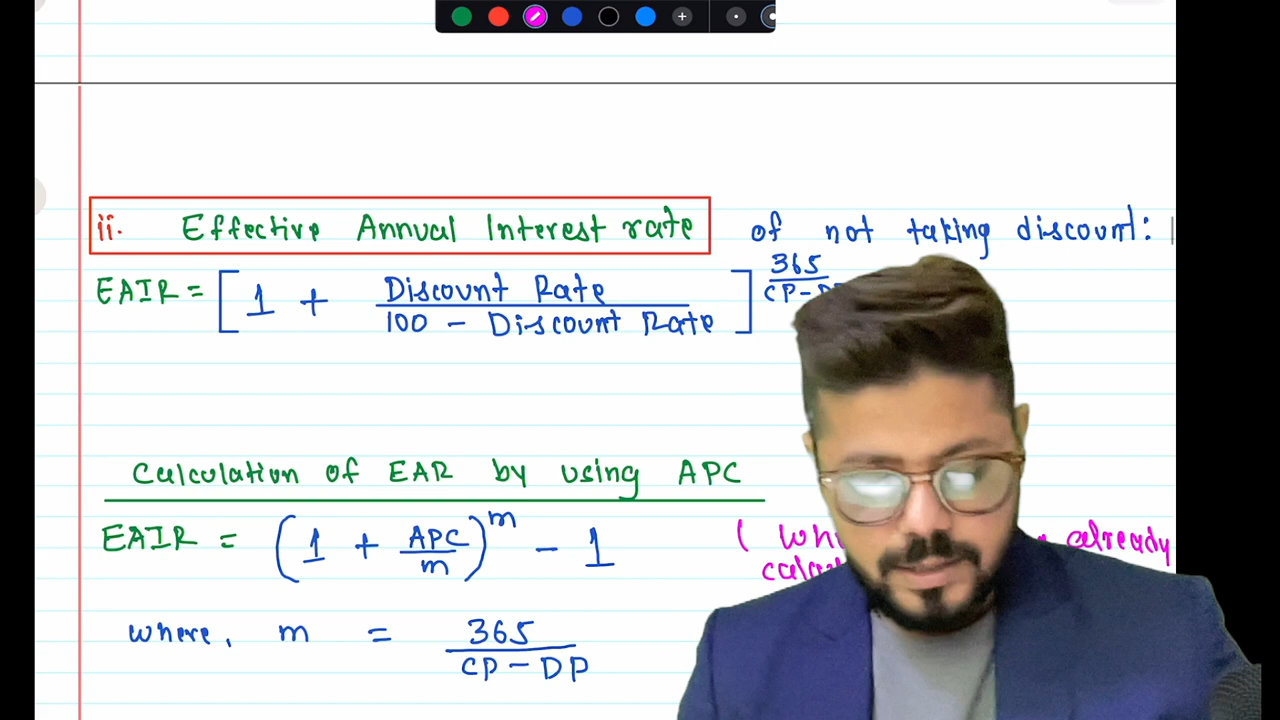 ii. Effective Annual Interest rate of not taking discount:
EAIR = [ 1 + Discount Rate / 100 - Discount Rate ] 365 / CP-
Calculation of EAR by using APC
EAIR = ( 1 + APC / m )^m - 1
( already
where, m = 365 / CP - DP